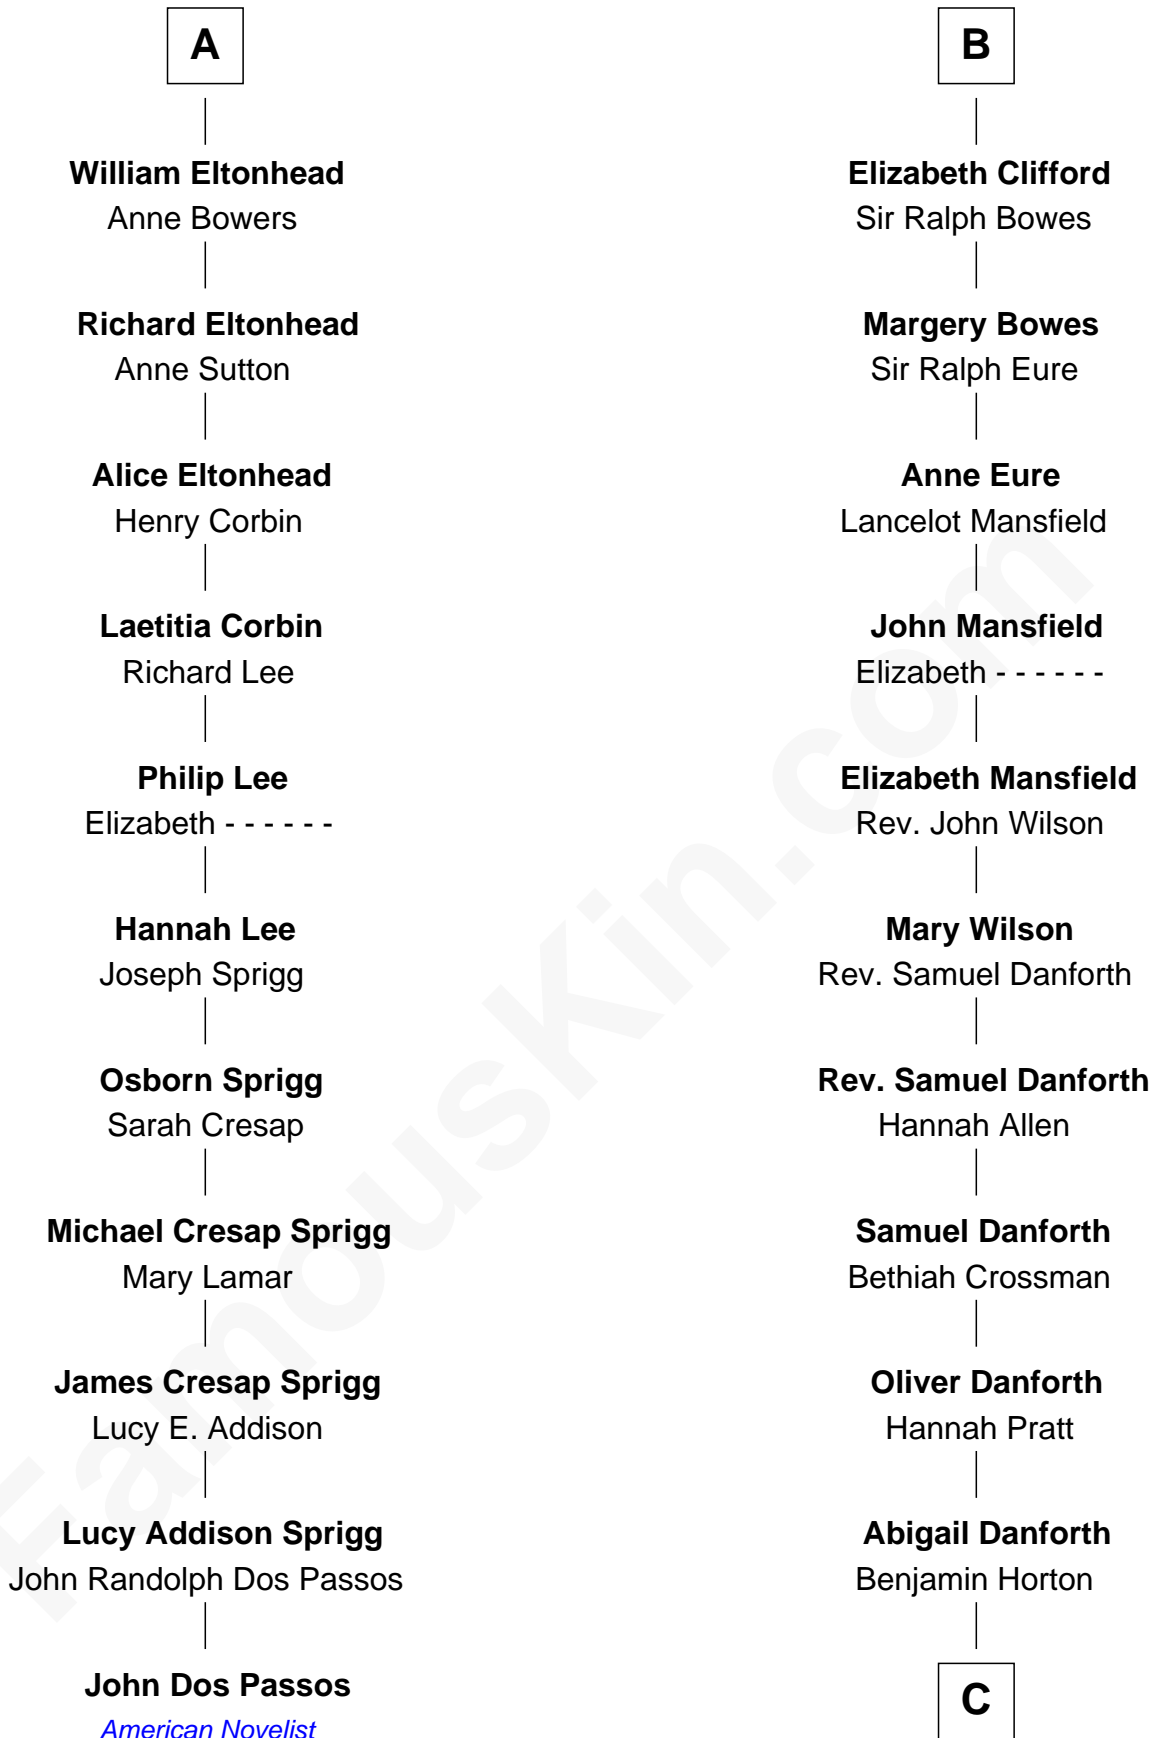 A
William Eltonhead
Anne Bowers
Richard Eltonhead
Anne Sutton
Alice Eltonhead
Henry Corbin
Laetitia Corbin
Richard Lee
Philip Lee
Elizabeth - - - - - -
Hannah Lee
Joseph Sprigg
Osborn Sprigg
Sarah Cresap
Michael Cresap Sprigg
Mary Lamar
James Cresap Sprigg
Lucy E. Addison
Lucy Addison Sprigg
John Randolph Dos Passos
John Dos Passos
American Novelist
B
Elizabeth Clifford
Sir Ralph Bowes
Margery Bowes
Sir Ralph Eure
Anne Eure
Lancelot Mansfield
John Mansfield
Elizabeth - - - - - -
Elizabeth Mansfield
Rev. John Wilson
Mary Wilson
Rev. Samuel Danforth
Rev. Samuel Danforth
Hannah Allen
Samuel Danforth
Bethiah Crossman
Oliver Danforth
Hannah Pratt
Abigail Danforth
Benjamin Horton
C
FamousKin.com